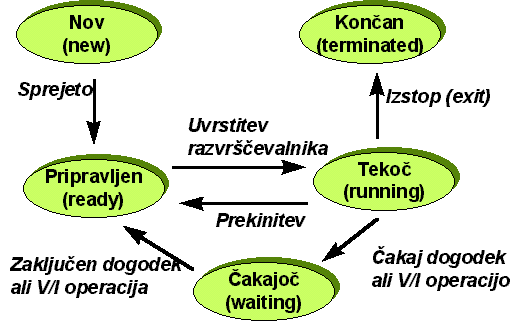 Nov
(new)
Končan
(terminated)
Sprejeto
Izstop (exit)
Uvrstitev
razvrščevalnika
Pripravljen
(ready)
Tekoč
(running)
Prekinitev
Zaključen dogodek
ali V/I operacija
Čakajoč
(waiting)
Čakaj dogodek
ali V/I operacijo